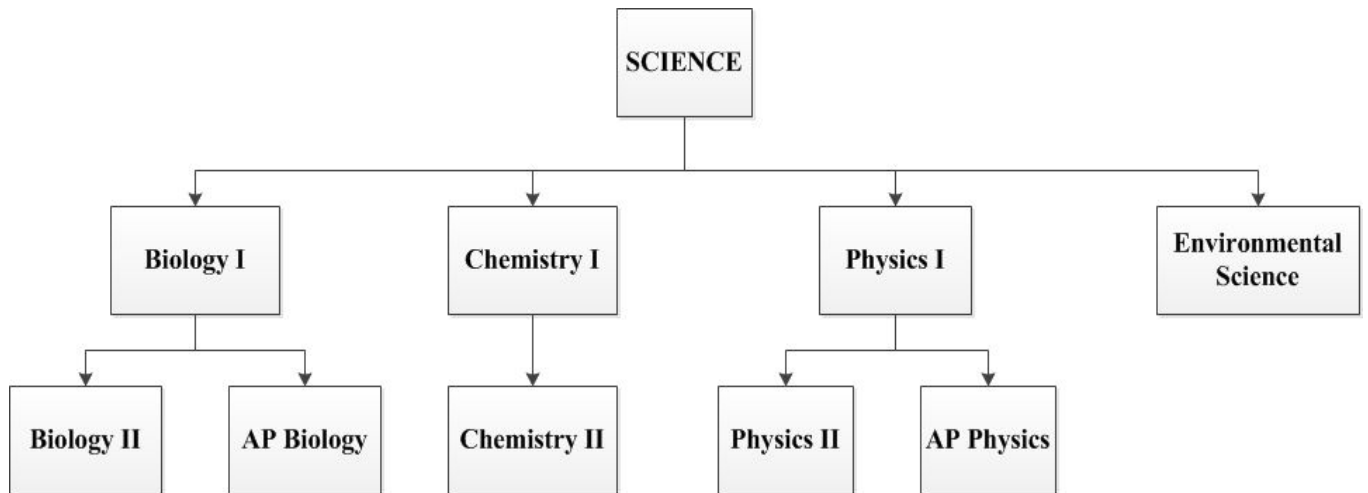 SCIENCE
Biology I
Chemistry I
Physics I
Environmental
Science
Biology II
AP Biology
Chemistry II
Physics II
AP Physics